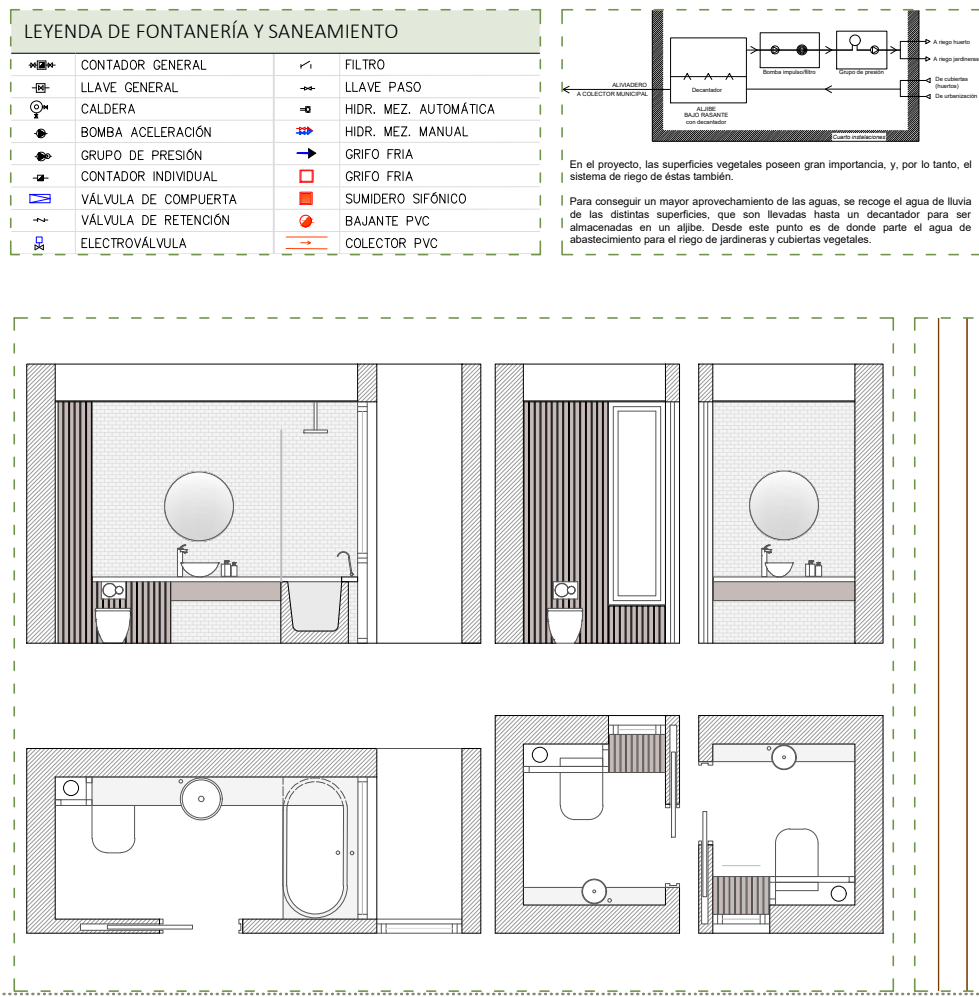 LEYENDA DE FONTANERÍA Y SANEAMIENTO
CONTADOR GENERAL
LLAVE GENERAL
CALDERA
BOMBA ACELERACIÓN
GRUPO DE PRESIÓN
CONTADOR INDIVIDUAL
VÁLVULA DE COMPUERTA
VÁLVULA DE RETENCIÓN
ELECTROVÁLVULA
FILTRO
LLAVE PASO
HIDR. MEZ. AUTOMÁTICA
HIDR. MEZ. MANUAL
GRIFO FRIA
GRIFO FRIA
SUMIDERO SIFÓNICO
BAJANTE PVC
COLECTOR PVC
A riego huerto
A riego jardineras
Bomba impulso/filtro
Grupo de presión
De cubiertas
(huertos)
De urbanización
ALIVIADERO
A COLECTOR MUNICIPAL
Decantador
ALJIBE
BAJO RASANTE
con decantador
Cuarto instalaciones
En el proyecto, las superficies vegetales poseen gran importancia, y, por lo tanto, el
sistema de riego de éstas también.
Para conseguir un mayor aprovechamiento de las aguas, se recoge el agua de lluvia
de las distintas superficies, que son llevadas hasta un decantador para ser
almacenadas en un aljibe. Desde este punto es de donde parte el agua de
abastecimiento para el riego de jardineras y cubiertas vegetales.